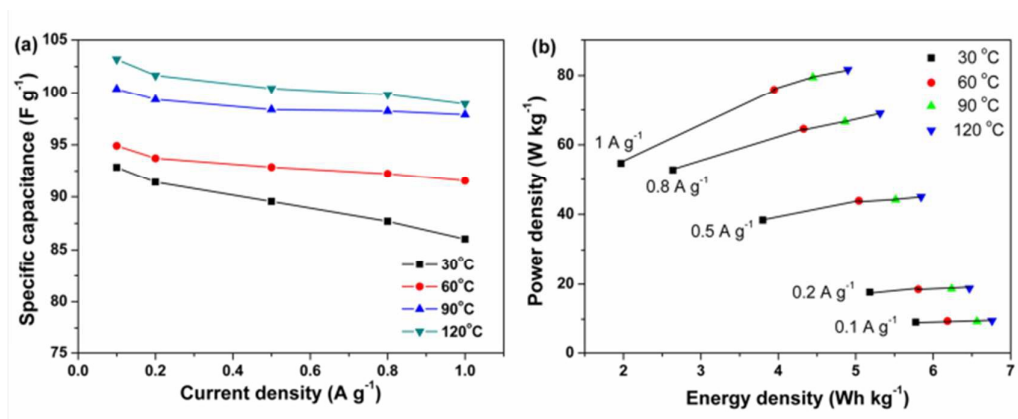 (a)
105
100
95
90
85
80
75
Specific capacitance (F g⁻¹)
0.0 0.2 0.4 0.6 0.8 1.0
Current density (A g⁻¹)
30°C
60°C
90°C
120°C
(b)
80
60
40
20
0
Power density (W kg⁻¹)
2 3 4 5 6 7
Energy density (Wh kg⁻¹)
30 °C
60 °C
90 °C
120 °C
1 A g⁻¹
0.8 A g⁻¹
0.5 A g⁻¹
0.2 A g⁻¹
0.1 A g⁻¹